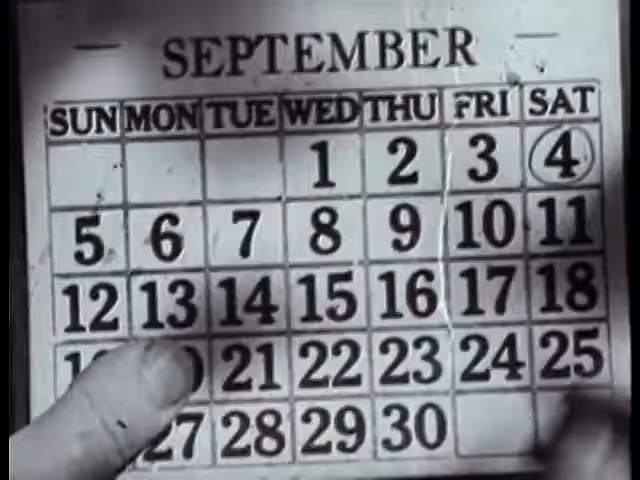 SEPTEMBER
SUN MON TUE WED THU FRI SAT
1 2 3 4
5 6 7 8 9 10 11
12 13 14 15 16 17 18
21 22 23 24 25
27 28 29 30